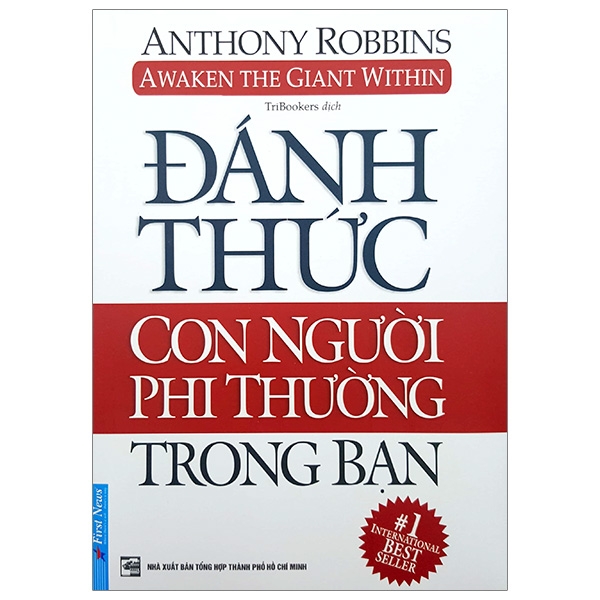 ANTHONY ROBBINS
AWAKEN THE GIANT WITHIN
TriBookers dịch
ĐÁNH
THỨC
CON NGƯỜI
PHI THƯỜNG
TRONG BẠN
#1
INTERNATIONAL
BEST
SELLER
First News
NHÀ XUẤT BẢN TỔNG HỢP THÀNH PHỐ HỒ CHÍ MINH